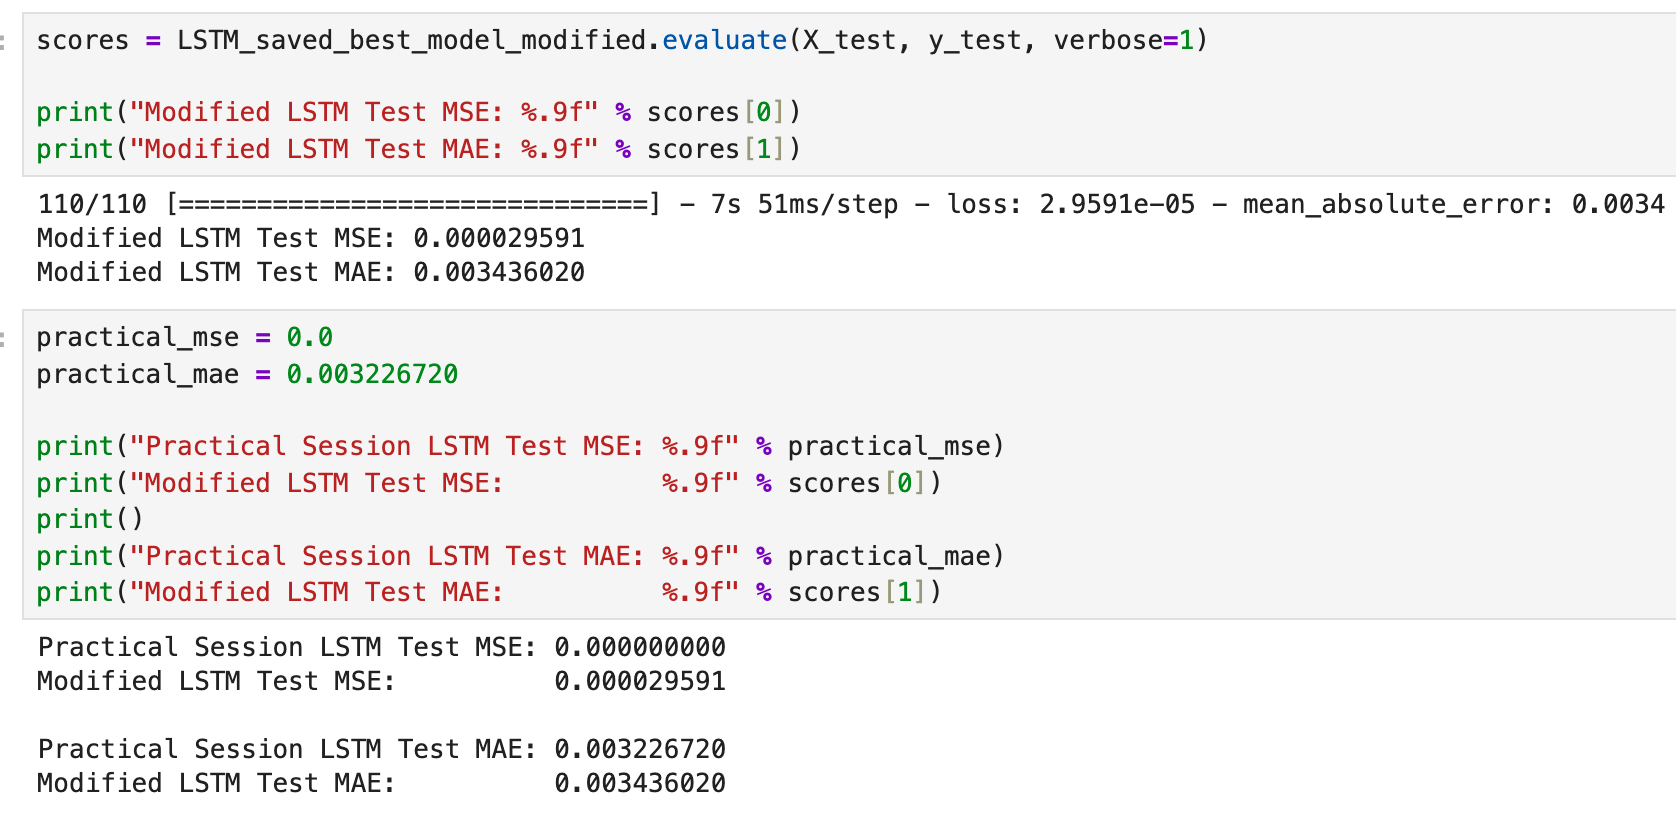 scores = LSTM_saved_best_model_modified.evaluate(X_test, y_test, verbose=1)
print("Modified LSTM Test MSE: %.9f" % scores[0])
print("Modified LSTM Test MAE: %.9f" % scores[1])
110/110 [==============================] - 7s 51ms/step - loss: 2.9591e-05 - mean_absolute_error: 0.0034
Modified LSTM Test MSE: 0.000029591
Modified LSTM Test MAE: 0.003436020
practical_mse = 0.0
practical_mae = 0.003226720
print("Practical Session LSTM Test MSE: %.9f" % practical_mse)
print("Modified LSTM Test MSE:          %.9f" % scores[0])
print()
print("Practical Session LSTM Test MAE: %.9f" % practical_mae)
print("Modified LSTM Test MAE:          %.9f" % scores[1])
Practical Session LSTM Test MSE: 0.000000000
Modified LSTM Test MSE:          0.000029591
Practical Session LSTM Test MAE: 0.003226720
Modified LSTM Test MAE:          0.003436020